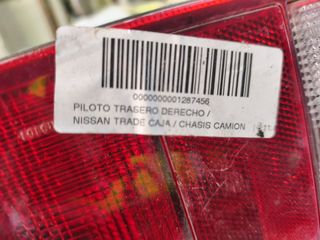 0000000001287456
PILOTO TRASERO DERECHO /
NISSAN TRADE CAJA / CHASIS CAMION